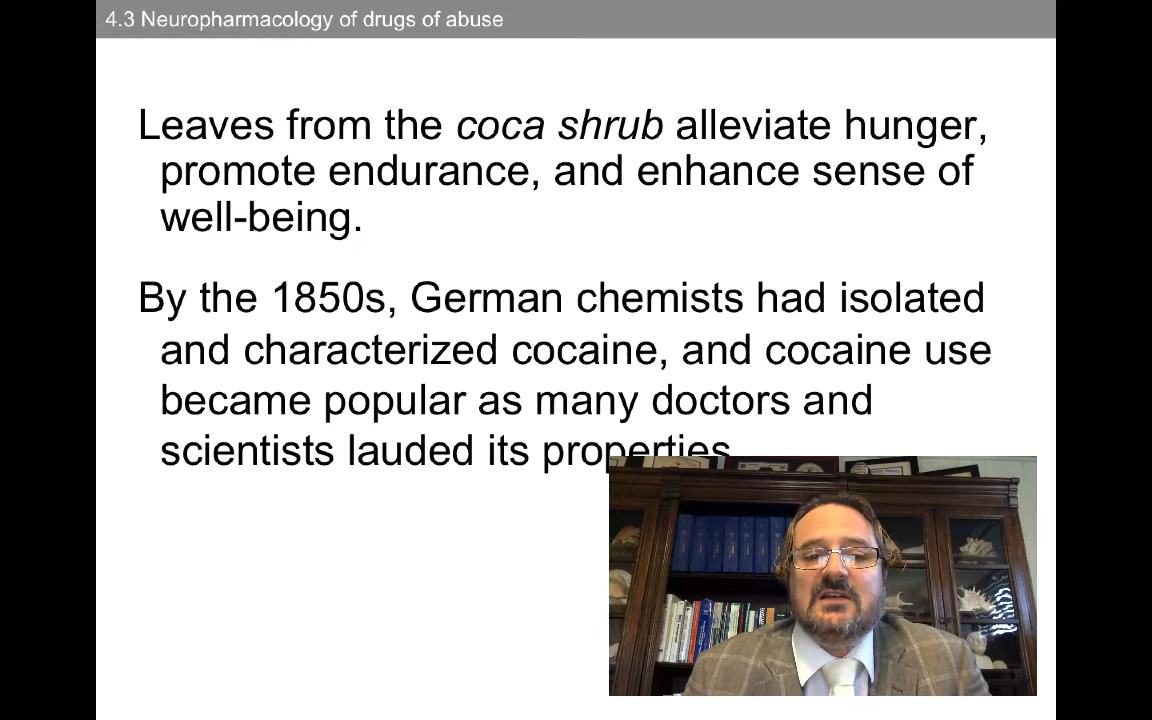 4.3 Neuropharmacology of drugs of abuse
Leaves from the coca shrub alleviate hunger,
promote endurance, and enhance sense of
well-being.
By the 1850s, German chemists had isolated
and characterized cocaine, and cocaine use
became popular as many doctors and
scientists lauded its properties